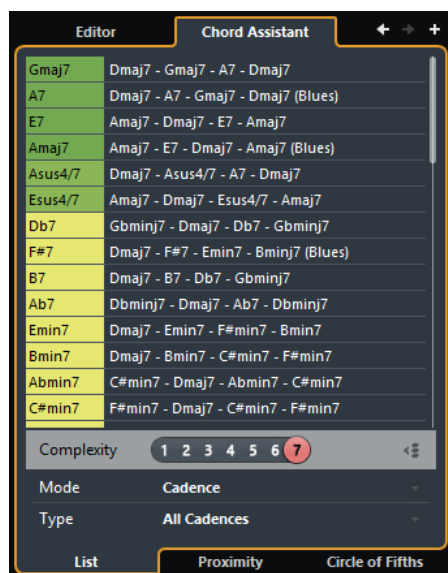 Editor Chord Assistant
Gmaj7 Dmaj7 - Gmaj7 - A7 - Dmaj7
A7 Dmaj7 - A7 - Gmaj7 - Dmaj7 (Blues)
E7 Amaj7 - Dmaj7 - E7 - Amaj7
Amaj7 Amaj7 - E7 - Dmaj7 - Amaj7 (Blues)
Asus4/7 Dmaj7 - Asus4/7 - A7 - Dmaj7
Esus4/7 Amaj7 - Dmaj7 - Esus4/7 - Amaj7
Db7 Gbminj7 - Dmaj7 - Db7 - Gbminj7
F#7 Dmaj7 - F#7 - Emin7 - Bminj7 (Blues)
B7 Dmaj7 - B7 - Db7 - Gbminj7
Ab7 Dbminj7 - Dmaj7 - Ab7 - Dbminj7
Emin7 Dmaj7 - Emin7 - F#min7 - Bmin7
Bmin7 Dmaj7 - Bmin7 - C#min7 - F#min7
Abmin7 C#min7 - Dmaj7 - Abmin7 - C#min7
C#min7 F#min7 - Dmaj7 - C#min7 - F#min7
Complexity 1 2 3 4 5 6 7
Mode Cadence
Type All Cadences
List Proximity Circle of Fifths